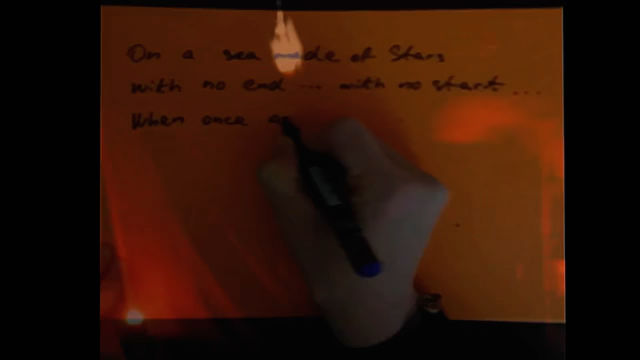 On a sea made of Stars
with no end ... with no start ...
When once